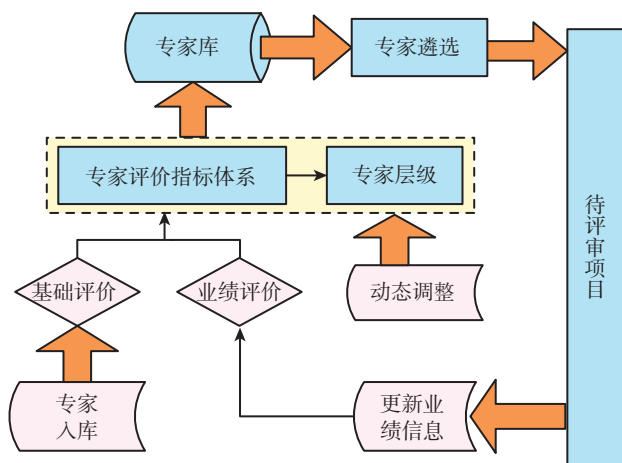 专家库
专家遴选
专家评价指标体系
专家层级
待评审项目
基础评价
业绩评价
动态调整
专家
入库
更新业
绩信息